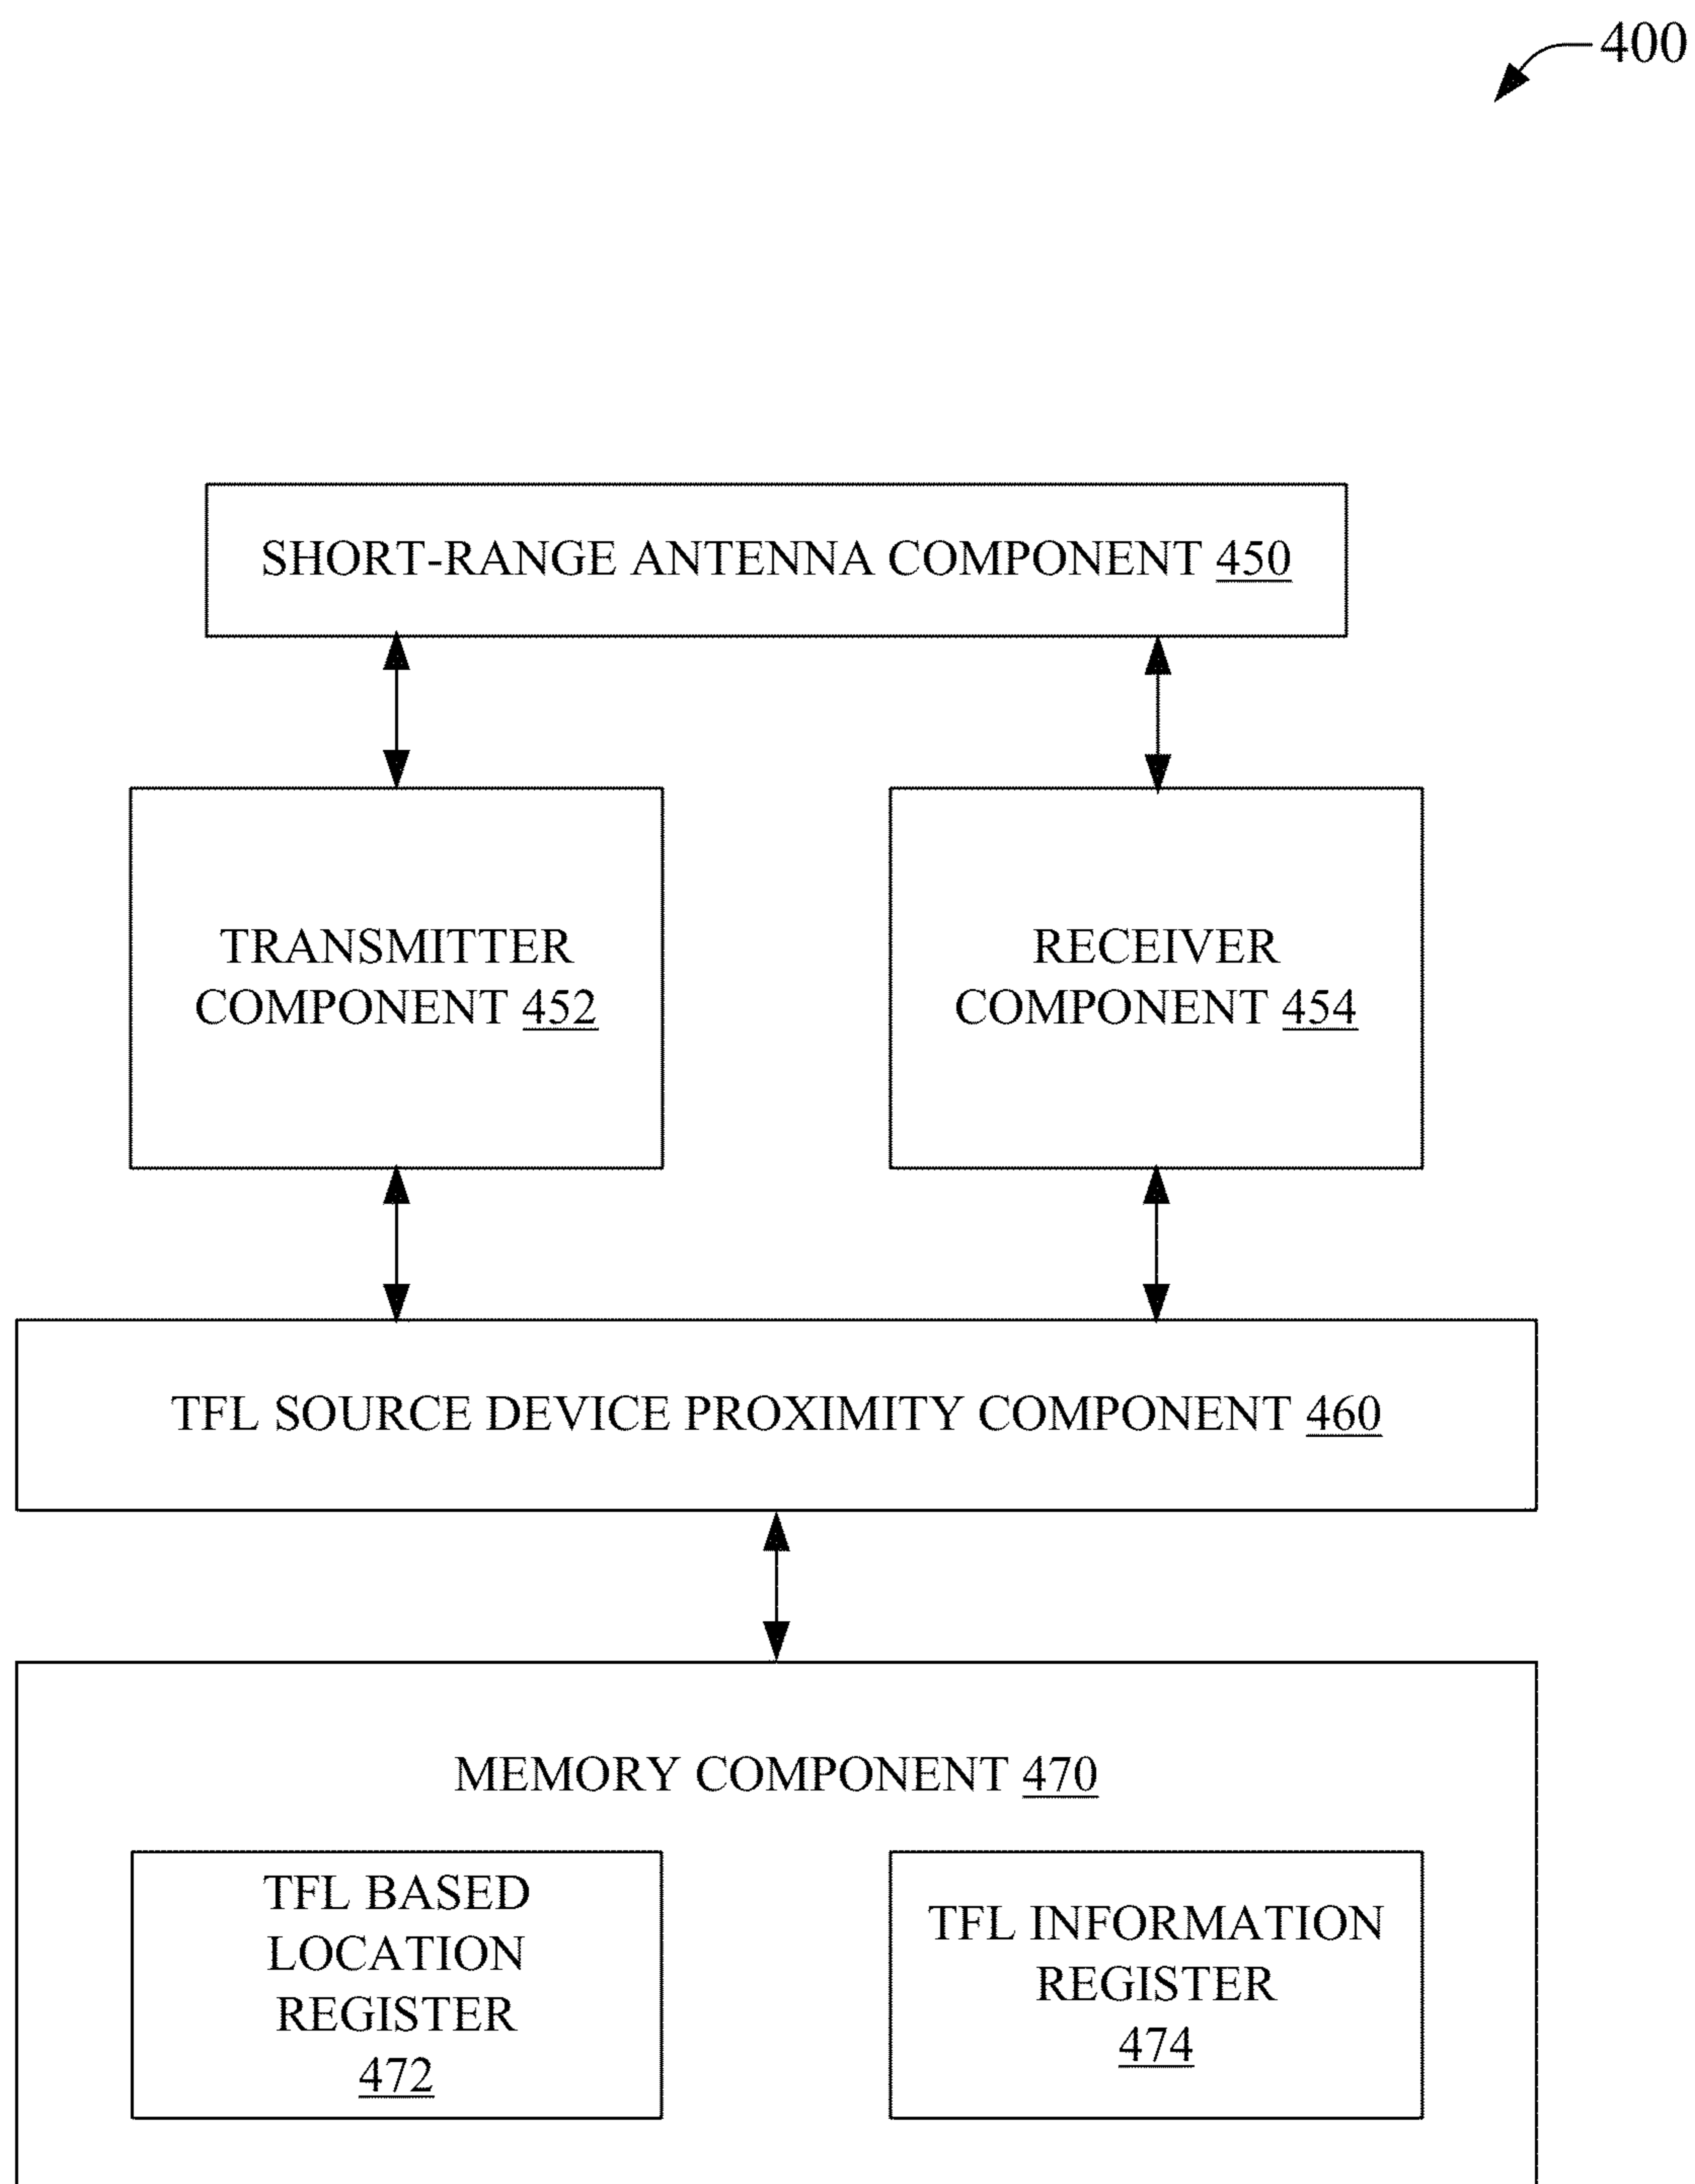 400
SHORT-RANGE ANTENNA COMPONENT 450
TRANSMITTER
COMPONENT 452
RECEIVER
COMPONENT 454
TFL SOURCE DEVICE PROXIMITY COMPONENT 460
MEMORY COMPONENT 470
TFL BASED
LOCATION
REGISTER
472
TFL INFORMATION
REGISTER
474